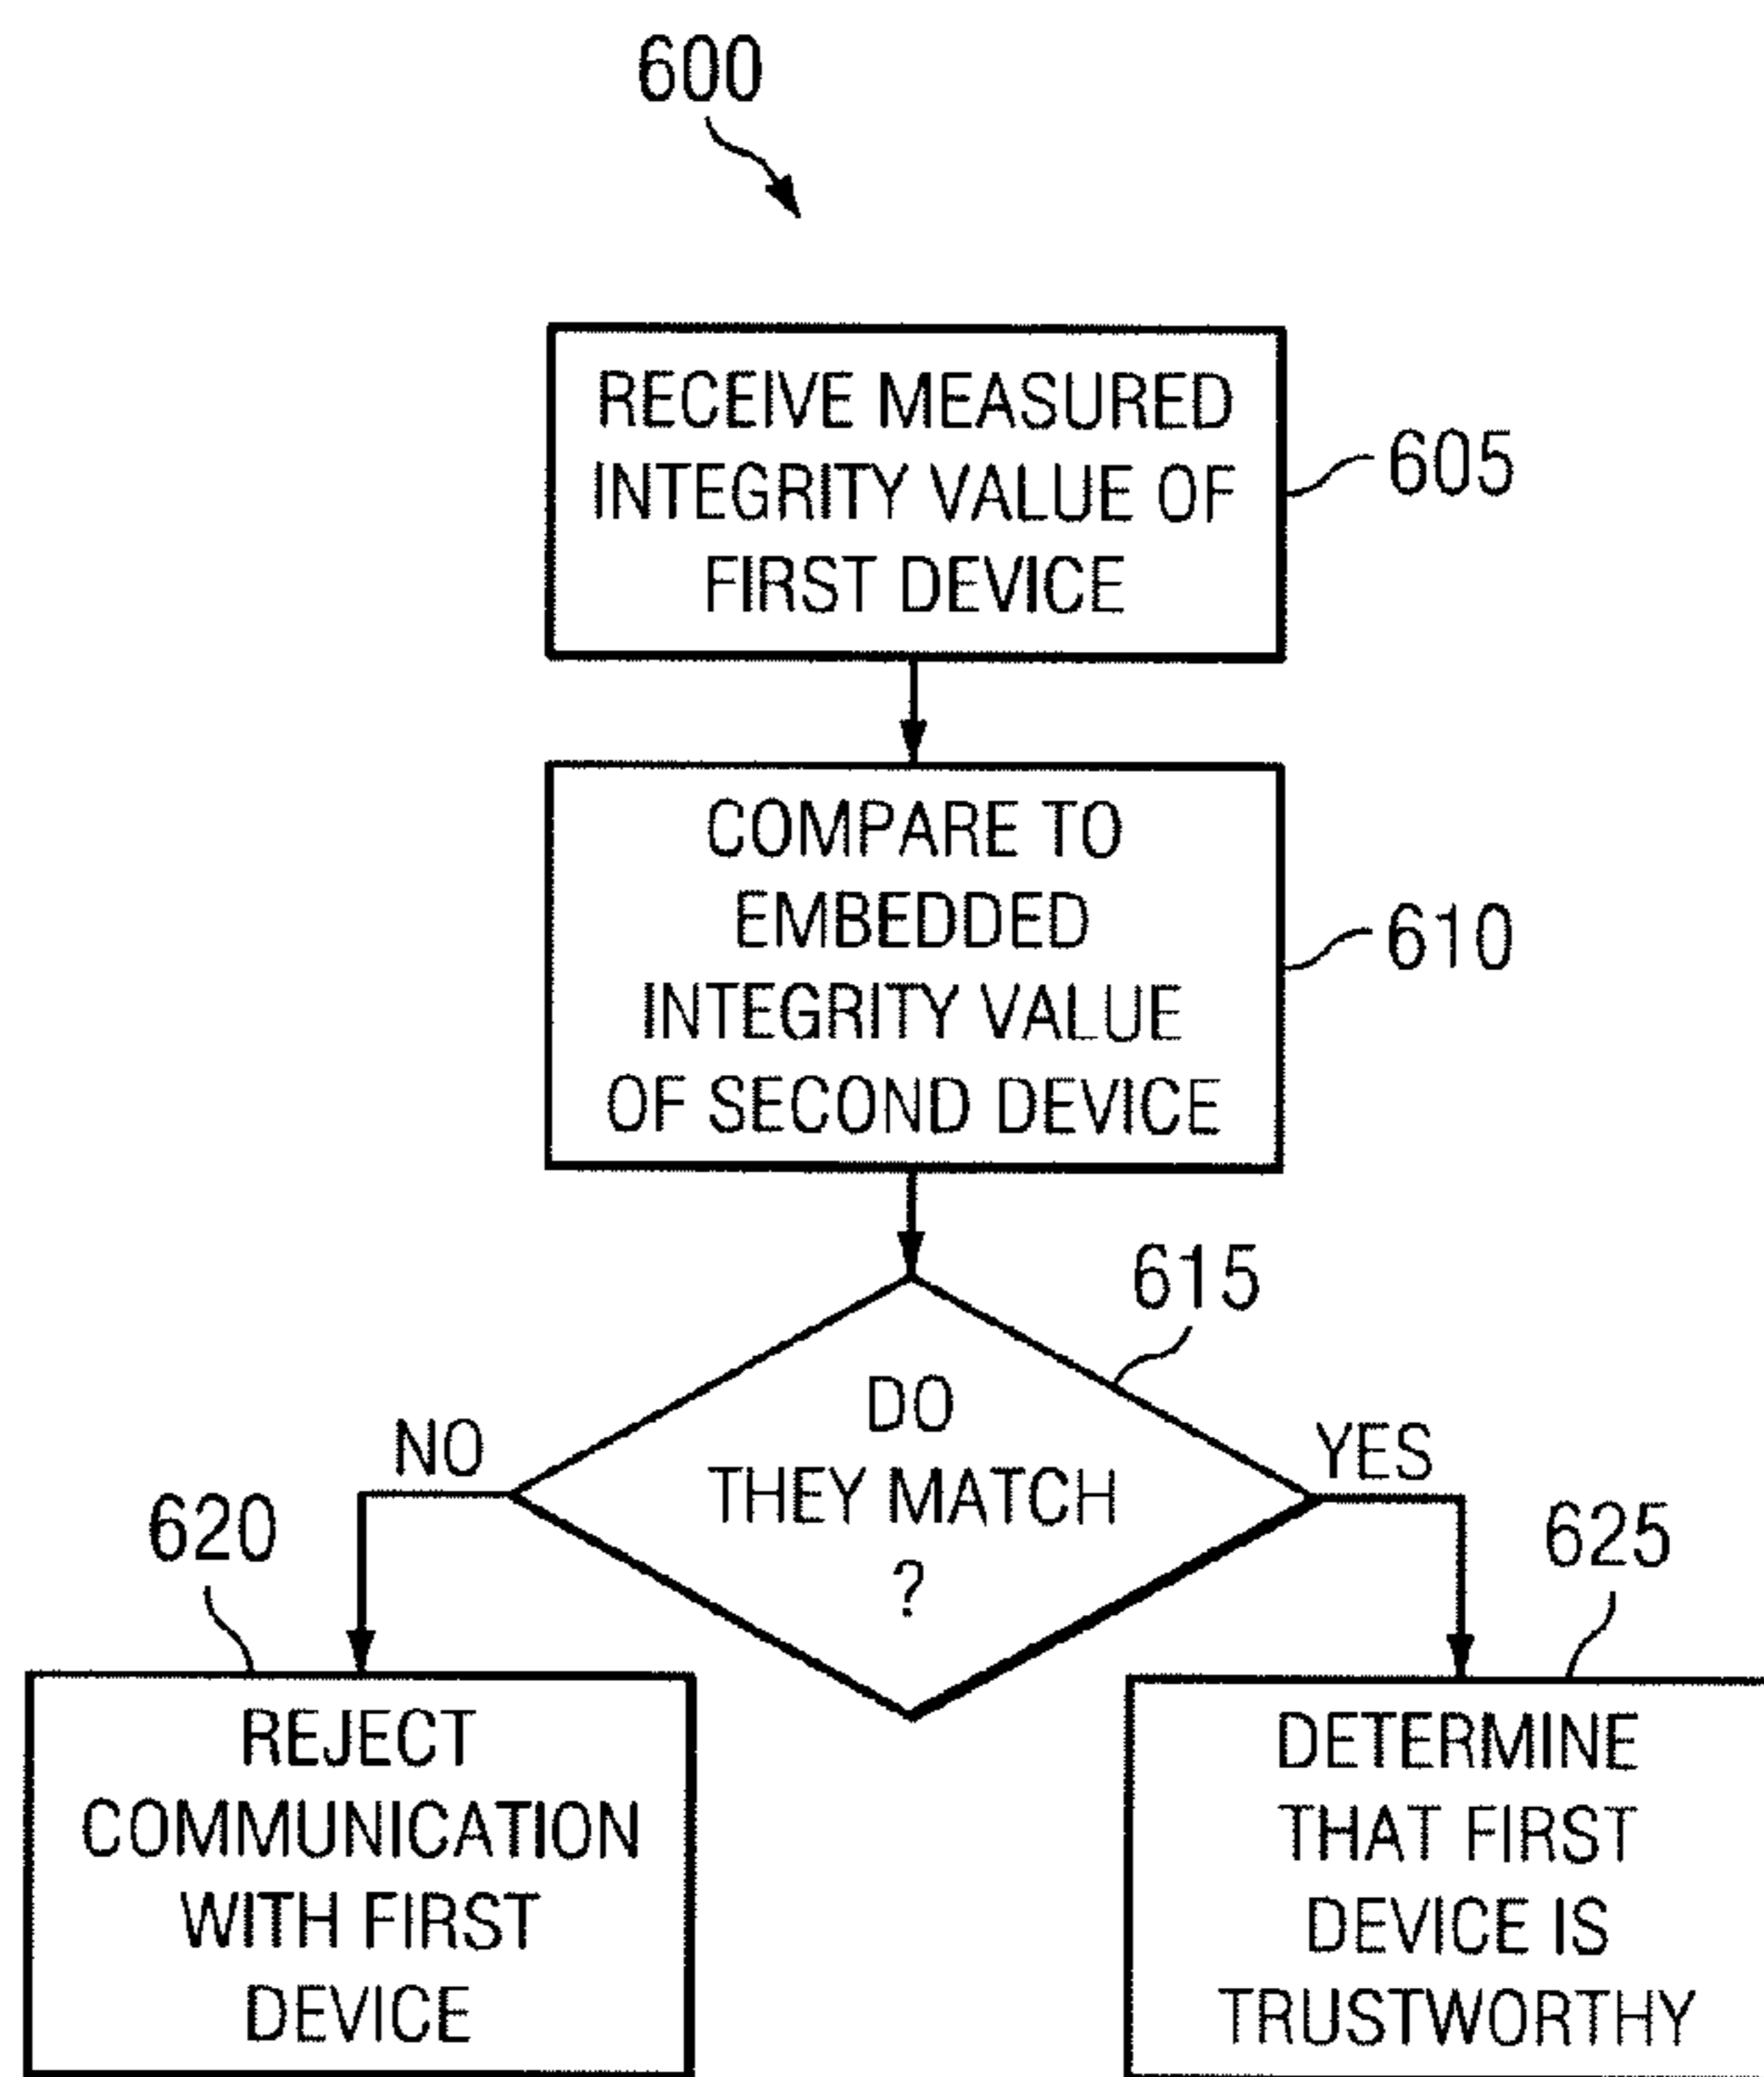 600
RECEIVE MEASURED
INTEGRITY VALUE OF
FIRST DEVICE
605
COMPARE TO
EMBEDDED
INTEGRITY VALUE
OF SECOND DEVICE
610
615
DO
THEY MATCH
?
NO
YES
620
625
REJECT
COMMUNICATION
WITH FIRST
DEVICE
DETERMINE
THAT FIRST
DEVICE IS
TRUSTWORTHY